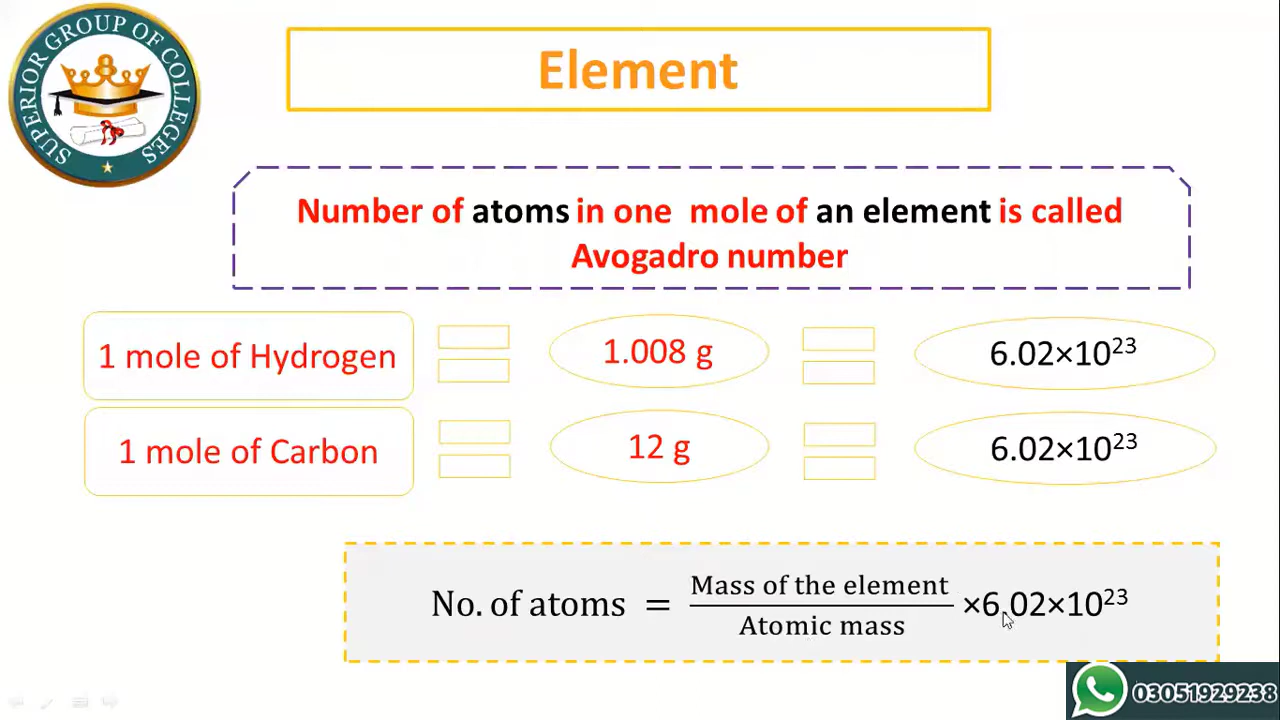 SUPERIOR GROUP OF COLLEGES
Element
Number of atoms in one mole of an element is called
Avogadro number
1 mole of Hydrogen
1.008 g
6.02×10²³
1 mole of Carbon
12 g
6.02×10²³
No. of atoms = Mass of the element / Atomic mass ×6.02×10²³
03051929238